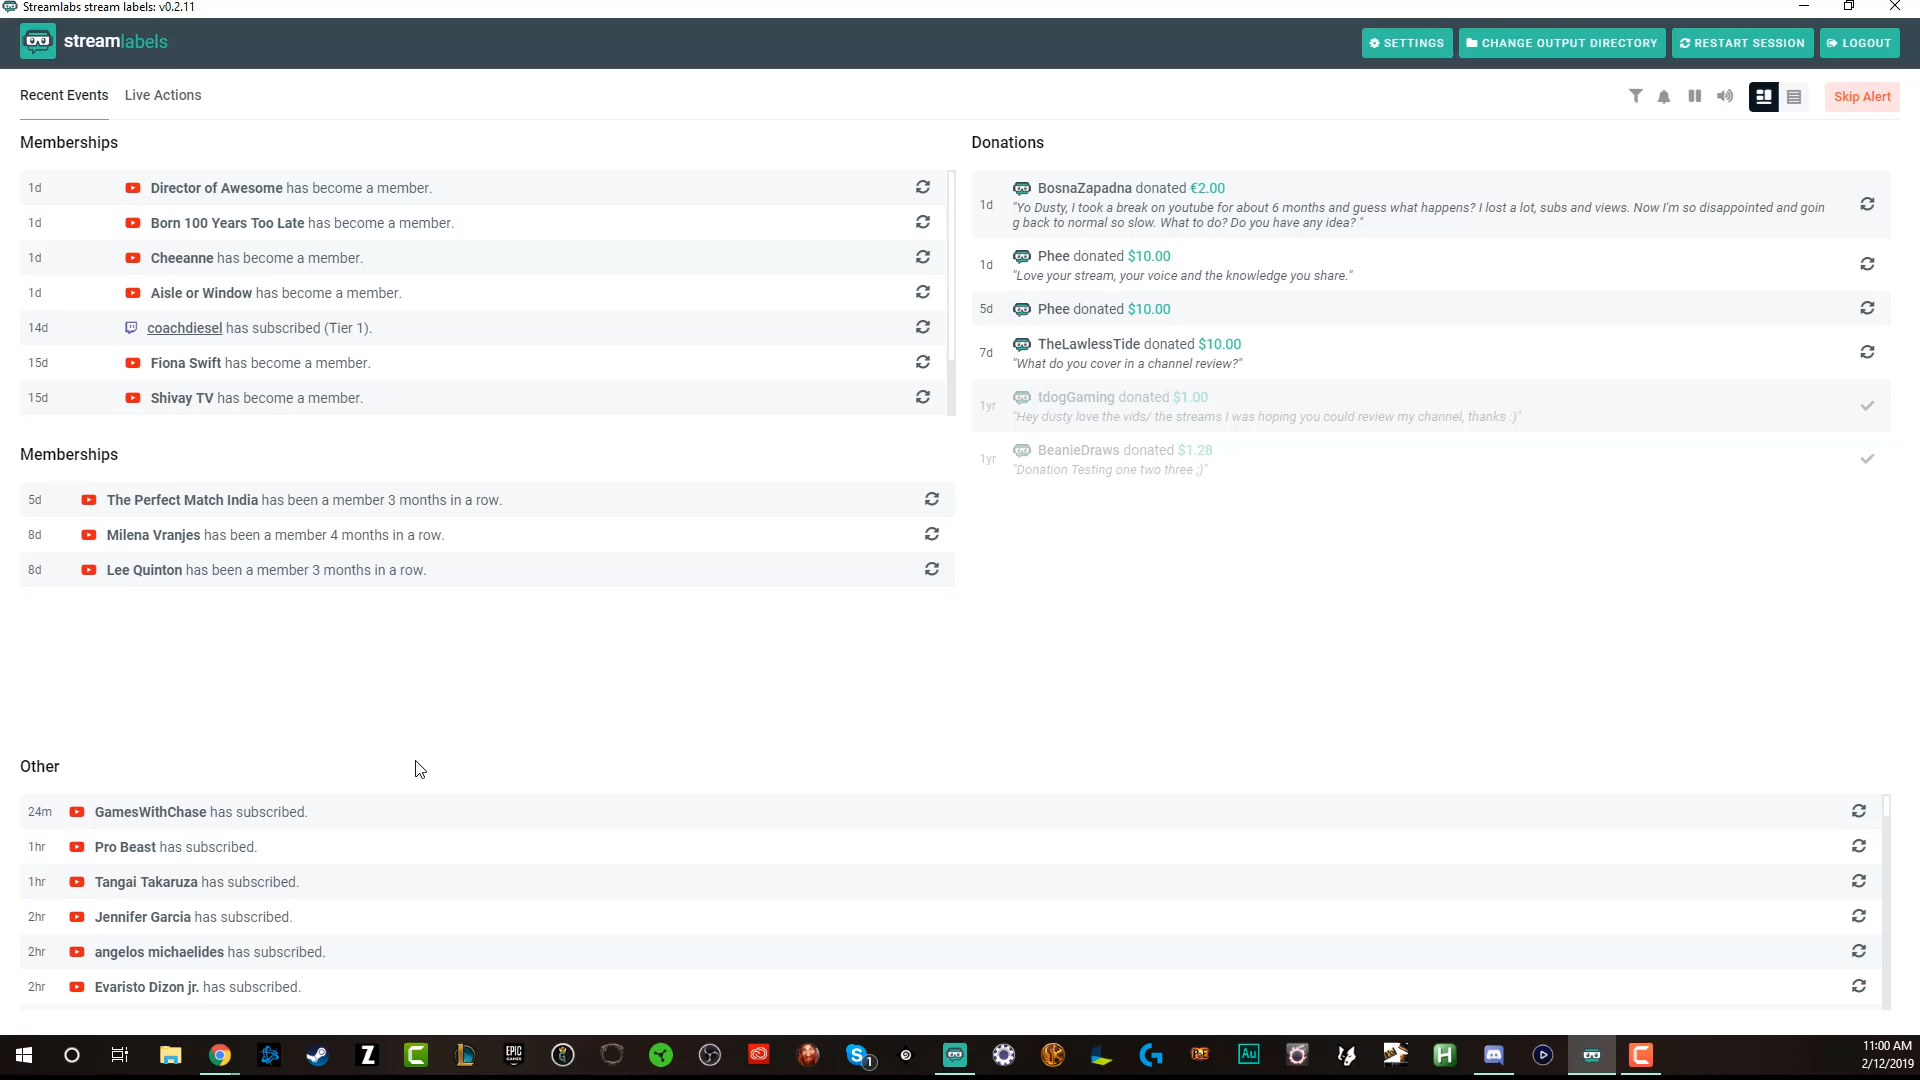 Streamlabs stream labels: v0.2.11
streamlabels
SETTINGS
CHANGE OUTPUT DIRECTORY
RESTART SESSION
LOGOUT
Recent Events
Live Actions
Skip Alert
Memberships
1d Director of Awesome has become a member.
1d Born 100 Years Too Late has become a member.
1d Cheeanne has become a member.
1d Aisle or Window has become a member.
14d coachdiesel has subscribed (Tier 1).
15d Fiona Swift has become a member.
15d Shivay TV has become a member.
Memberships
5d The Perfect Match India has been a member 3 months in a row.
8d Milena Vranjes has been a member 4 months in a row.
8d Lee Quinton has been a member 3 months in a row.
Donations
1d BosnaZapadna donated €2.00
"Yo Dusty, I took a break on youtube for about 6 months and guess what happens? I lost a lot, subs and views. Now I'm so disappointed and goin
g back to normal so slow. What to do? Do you have any idea? "
1d Phee donated $10.00
"Love your stream, your voice and the knowledge you share."
5d Phee donated $10.00
7d TheLawlessTide donated $10.00
"What do you cover in a channel review?"
1yr tdogGaming donated $1.00
"Hey dusty love the vids/ the streams I was hoping you could review my channel, thanks :)"
1yr BeanieDraws donated $1.28
"Donation Testing one two three ;)"
Other
24m GamesWithChase has subscribed.
1hr Pro Beast has subscribed.
1hr Tangai Takaruza has subscribed.
2hr Jennifer Garcia has subscribed.
2hr angelos michaelides has subscribed.
2hr Evaristo Dizon jr. has subscribed.
EPIC
GAMES
Au
11:00 AM
2/12/2019